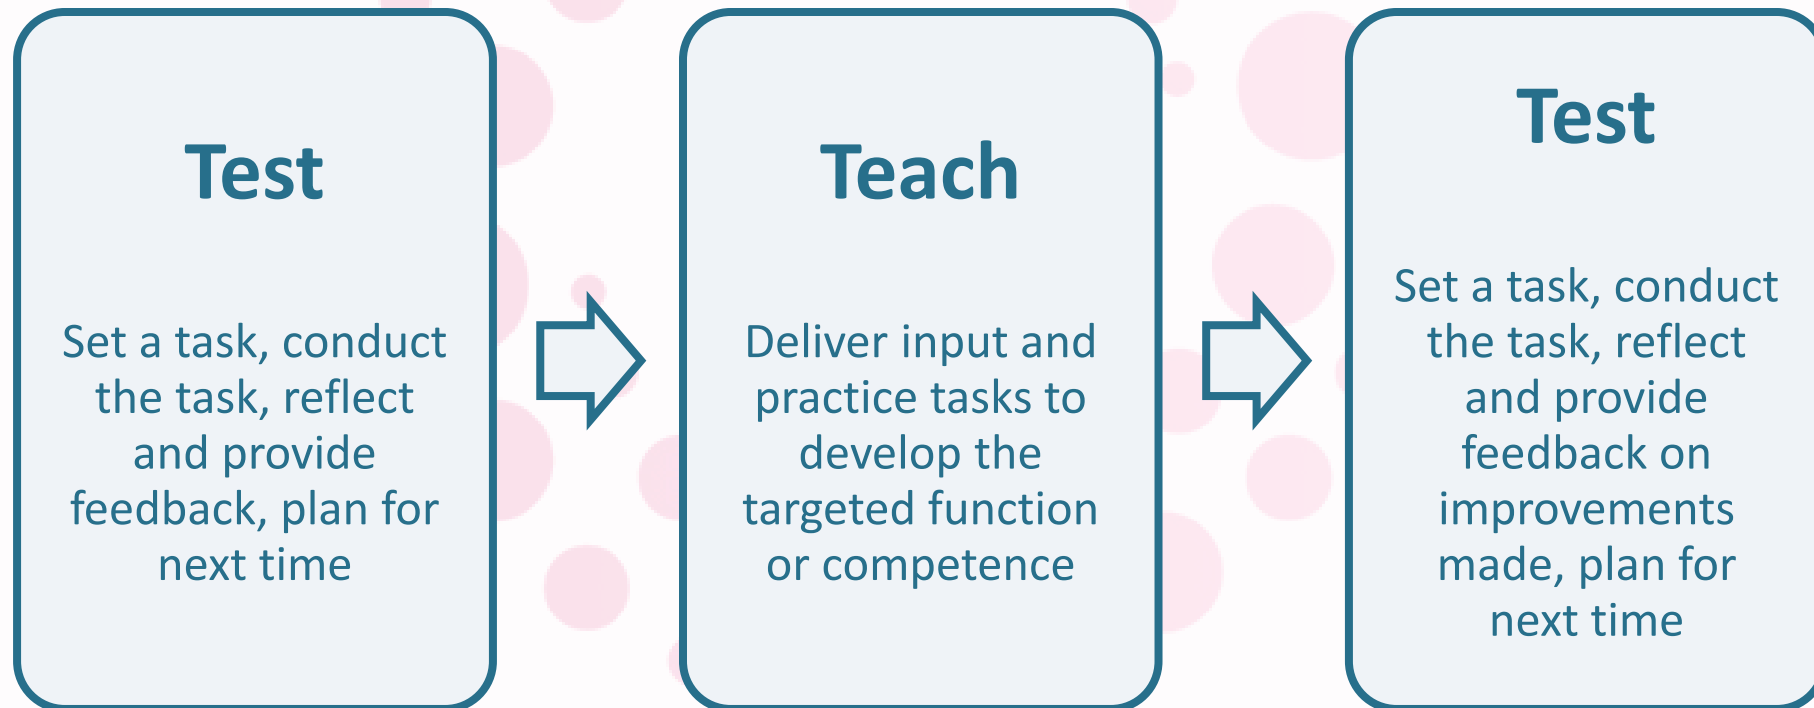 Test
Set a task, conduct
the task, reflect
and provide
feedback, plan for
next time
Teach
Deliver input and
practice tasks to
develop the
targeted function
or competence
Test
Set a task, conduct
the task, reflect
and provide
feedback on
improvements
made, plan for
next time